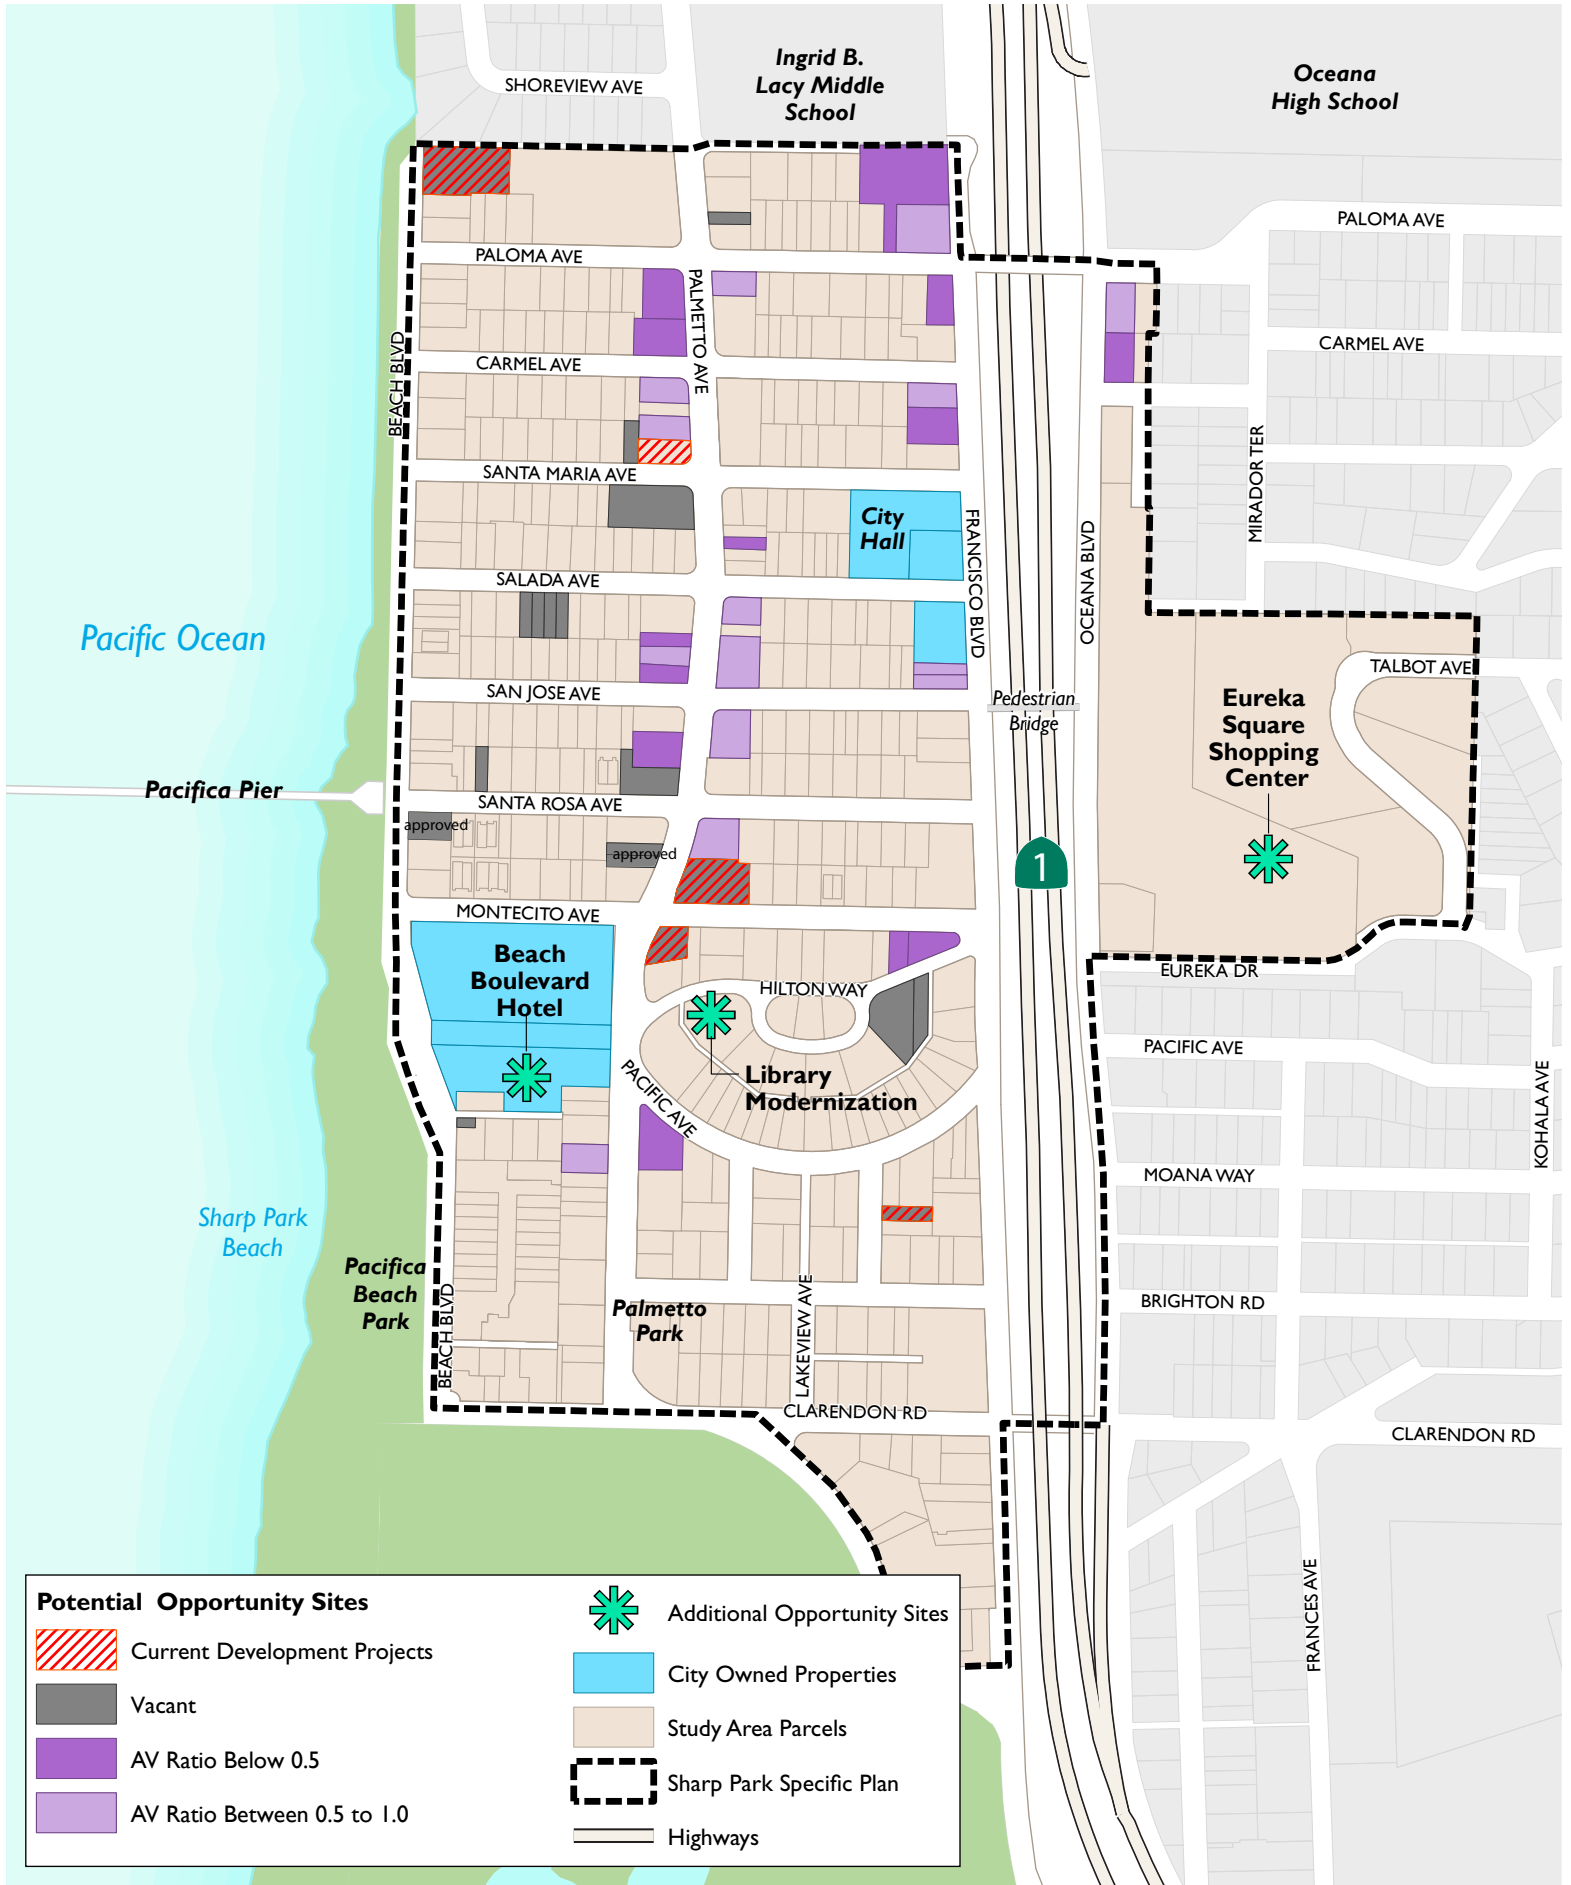 Ingrid B.
Lacy Middle
School
Oceana
High School
SHOREVIEW AVE
PALOMA AVE
PALOMA AVE
PALMETTO AVE
BEACH BLVD
CARMEL AVE
CARMEL AVE
SANTA MARIA AVE
MIRADOR TER
City
Hall
FRANCISCO BLVD
OCEANA BLVD
SALADA AVE
Pacific Ocean
TALBOT AVE
SAN JOSE AVE
Pedestrian
Bridge
Eureka
Square
Shopping
Center
Pacifica Pier
SANTA ROSA AVE
approved
approved
1
MONTECITO AVE
Beach
Boulevard
Hotel
HILTON WAY
EUREKA DR
PACIFIC AVE
Library
Modernization
PACIFIC AVE
KOHALA AVE
MOANA WAY
Sharp Park
Beach
Pacifica
Beach
Park
BEACH BLVD
Palmetto
Park
LAKEVIEW AVE
BRIGHTON RD
CLARENDON RD
CLARENDON RD
FRANCES AVE
Potential Opportunity Sites
Current Development Projects
Vacant
AV Ratio Below 0.5
AV Ratio Between 0.5 to 1.0
Additional Opportunity Sites
City Owned Properties
Study Area Parcels
Sharp Park Specific Plan
Highways